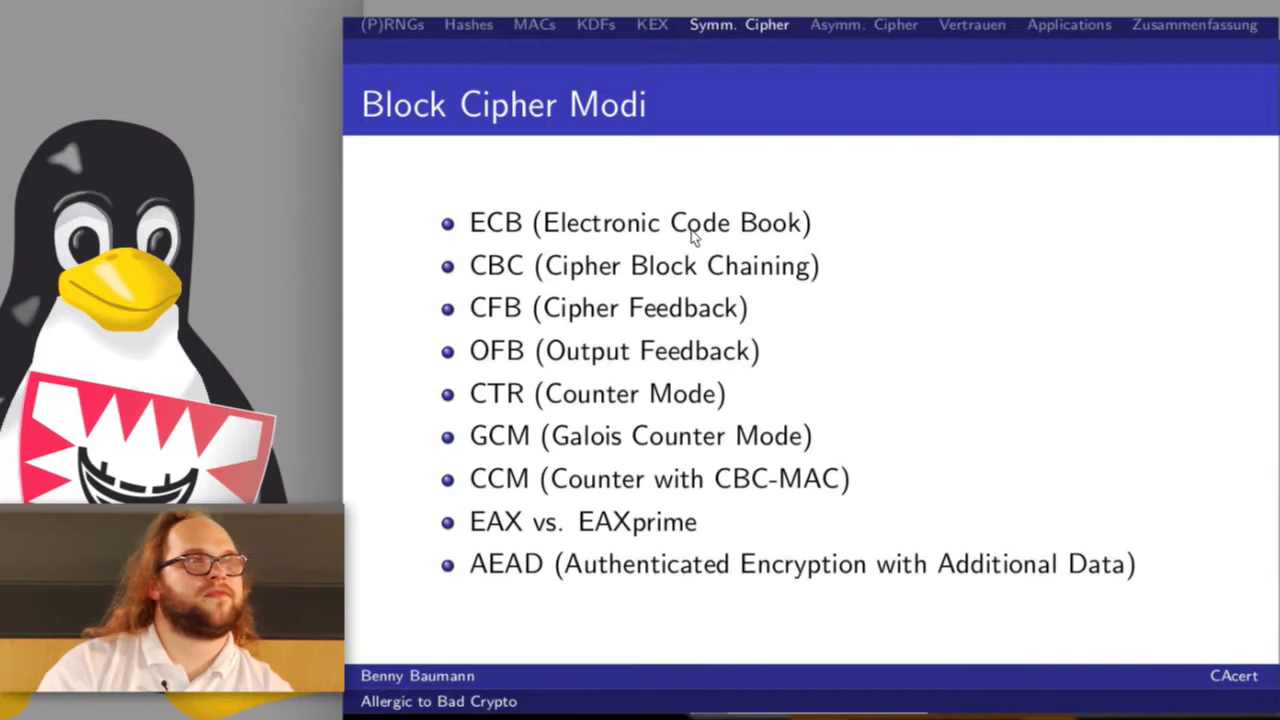 (P)RNGs Hashes MACs KDFs KEX Symm. Cipher Asymm. Cipher Vertrauen Applications Zusammenfassung
Block Cipher Modi
ECB (Electronic Code Book)
CBC (Cipher Block Chaining)
CFB (Cipher Feedback)
OFB (Output Feedback)
CTR (Counter Mode)
GCM (Galois Counter Mode)
CCM (Counter with CBC-MAC)
EAX vs. EAXprime
AEAD (Authenticated Encryption with Additional Data)
Benny Baumann CAcert
Allergic to Bad Crypto